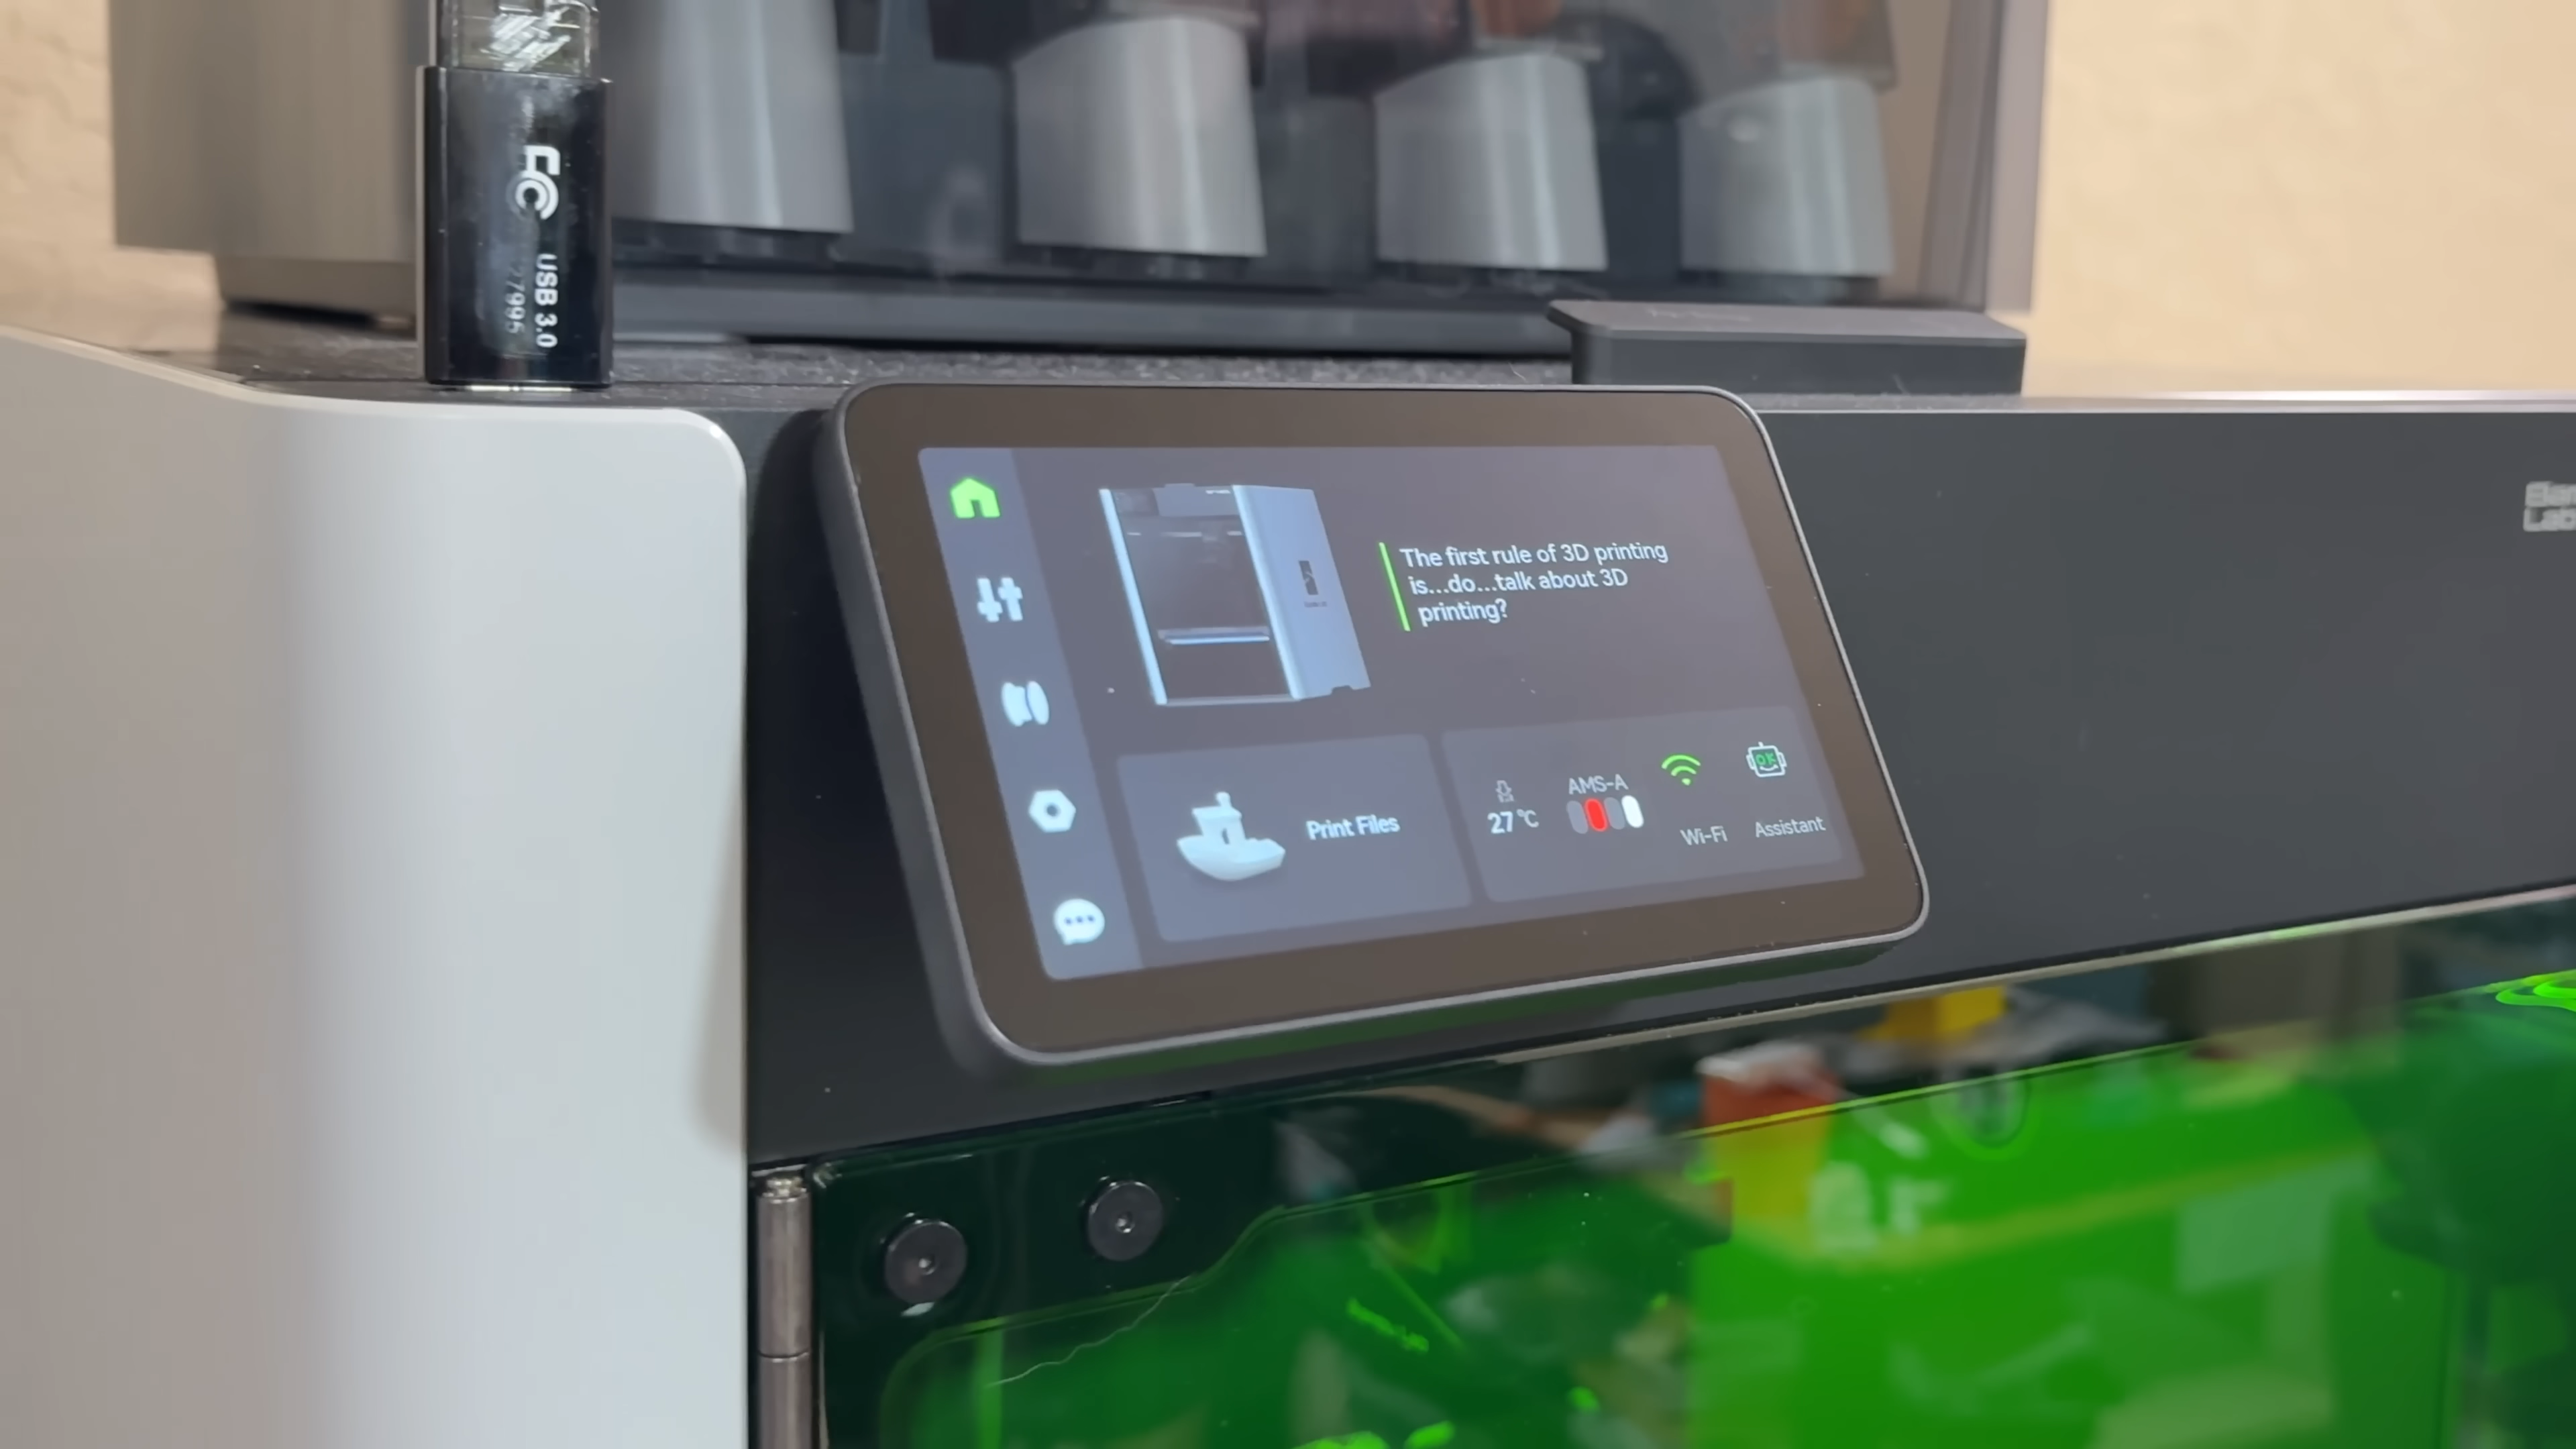 USB 3.0
The first rule of 3D printing
is...do...talk about 3D
printing?
Print Files
27°C
AMS-A
Wi-Fi
OK
Assistant